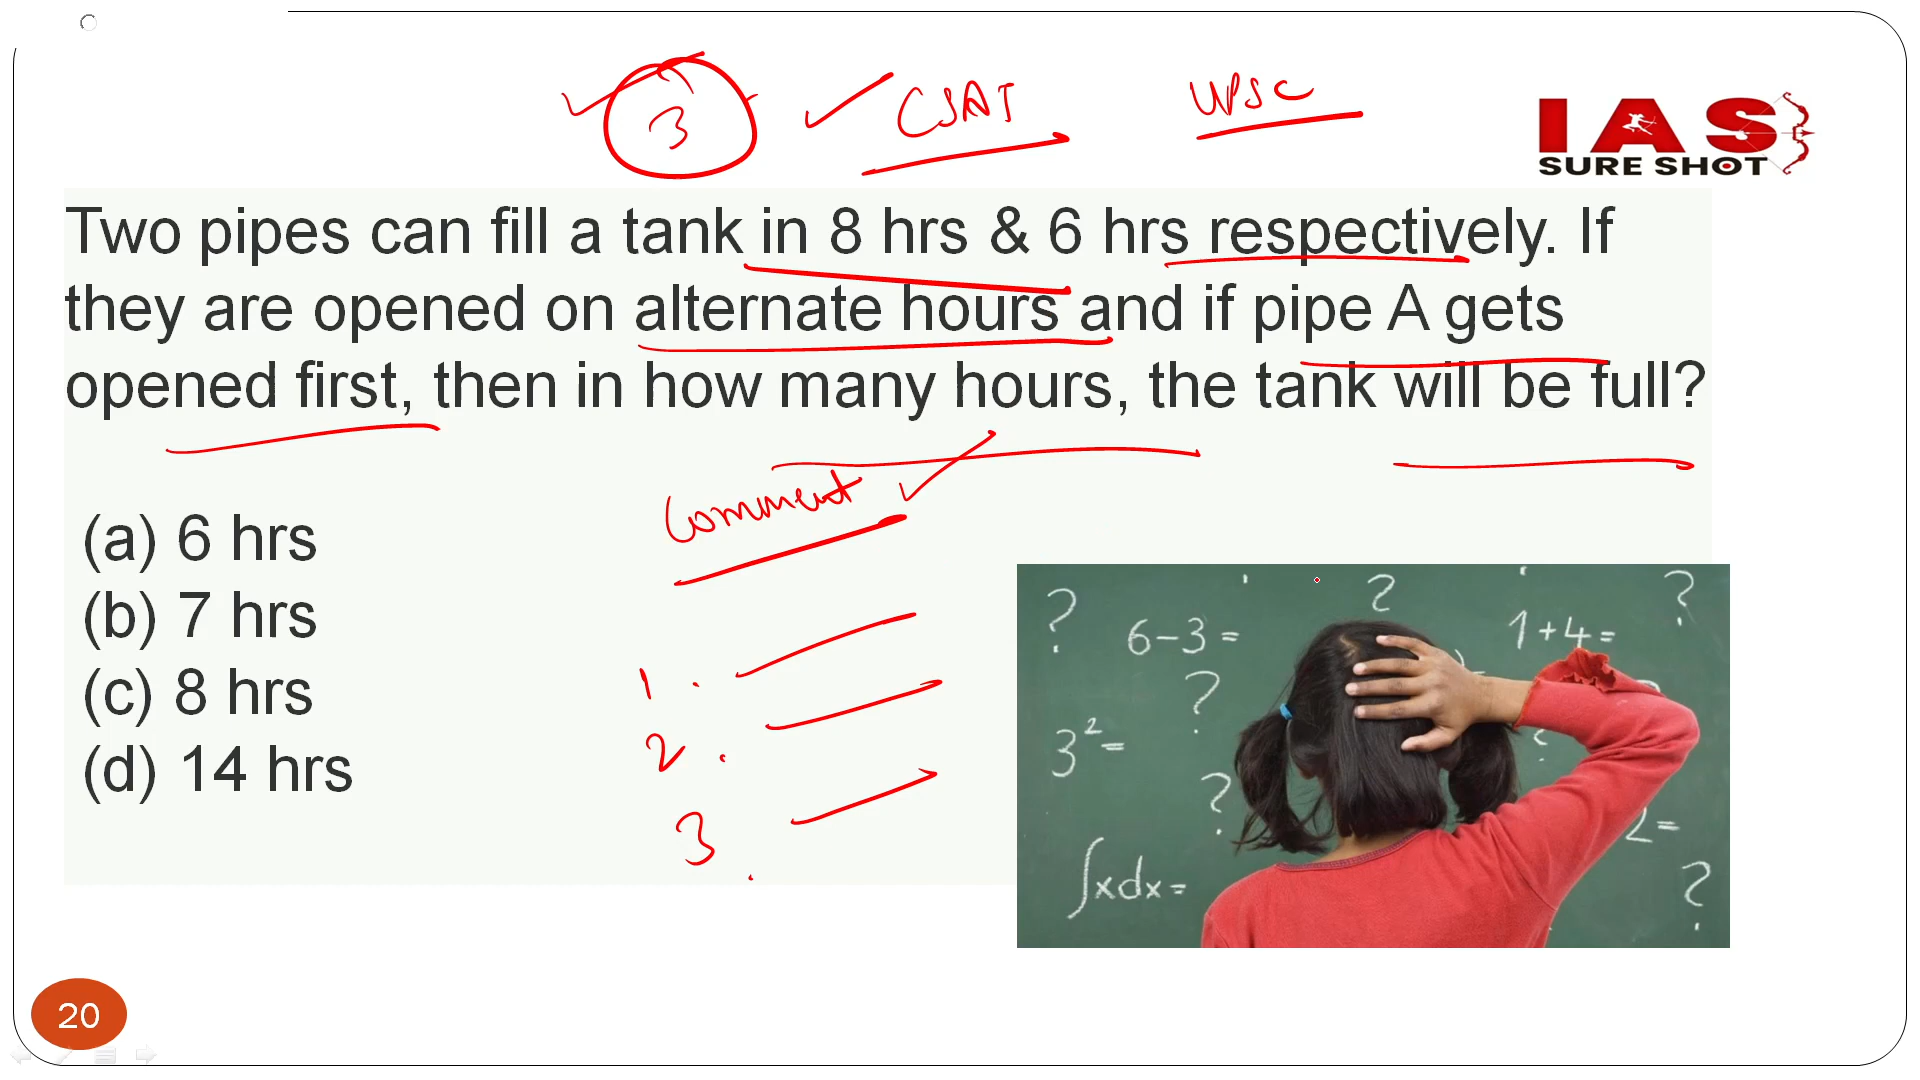 3 CSAT UPSC
IAS
SURE SHOT
Two pipes can fill a tank in 8 hrs & 6 hrs respectively. If
they are opened on alternate hours and if pipe A gets
opened first, then in how many hours, the tank will be full?
Comment
(a) 6 hrs
(b) 7 hrs
(c) 8 hrs
(d) 14 hrs
1.
2.
3.
? ? ?
6-3= 1+4=
?
3²=
?
2=
∫xdx= ?
20